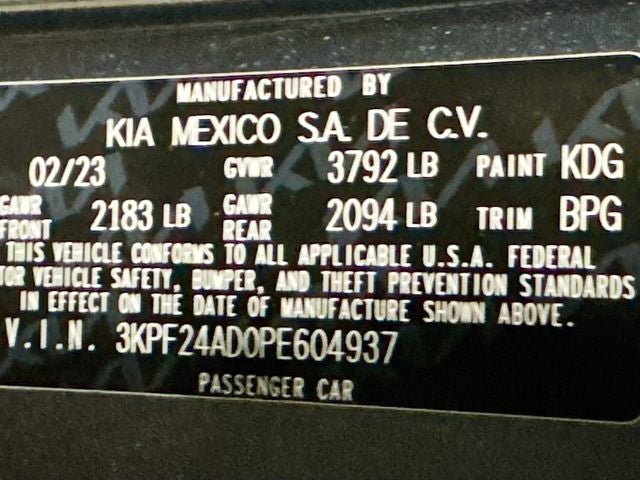 MANUFACTURED BY
KIA MEXICO S.A. DE C.V.
02/23 GVWR 3792 LB PAINT KDG
GAWR FRONT 2183 LB GAWR REAR 2094 LB TRIM BPG
THIS VEHICLE CONFORMS TO ALL APPLICABLE U.S.A. FEDERAL
TOR VEHICLE SAFETY, BUMPER, AND THEFT PREVENTION STANDARDS
IN EFFECT ON THE DATE OF MANUFACTURE SHOWN ABOVE.
V.I.N. 3KPF24AD0PE604937
PASSENGER CAR